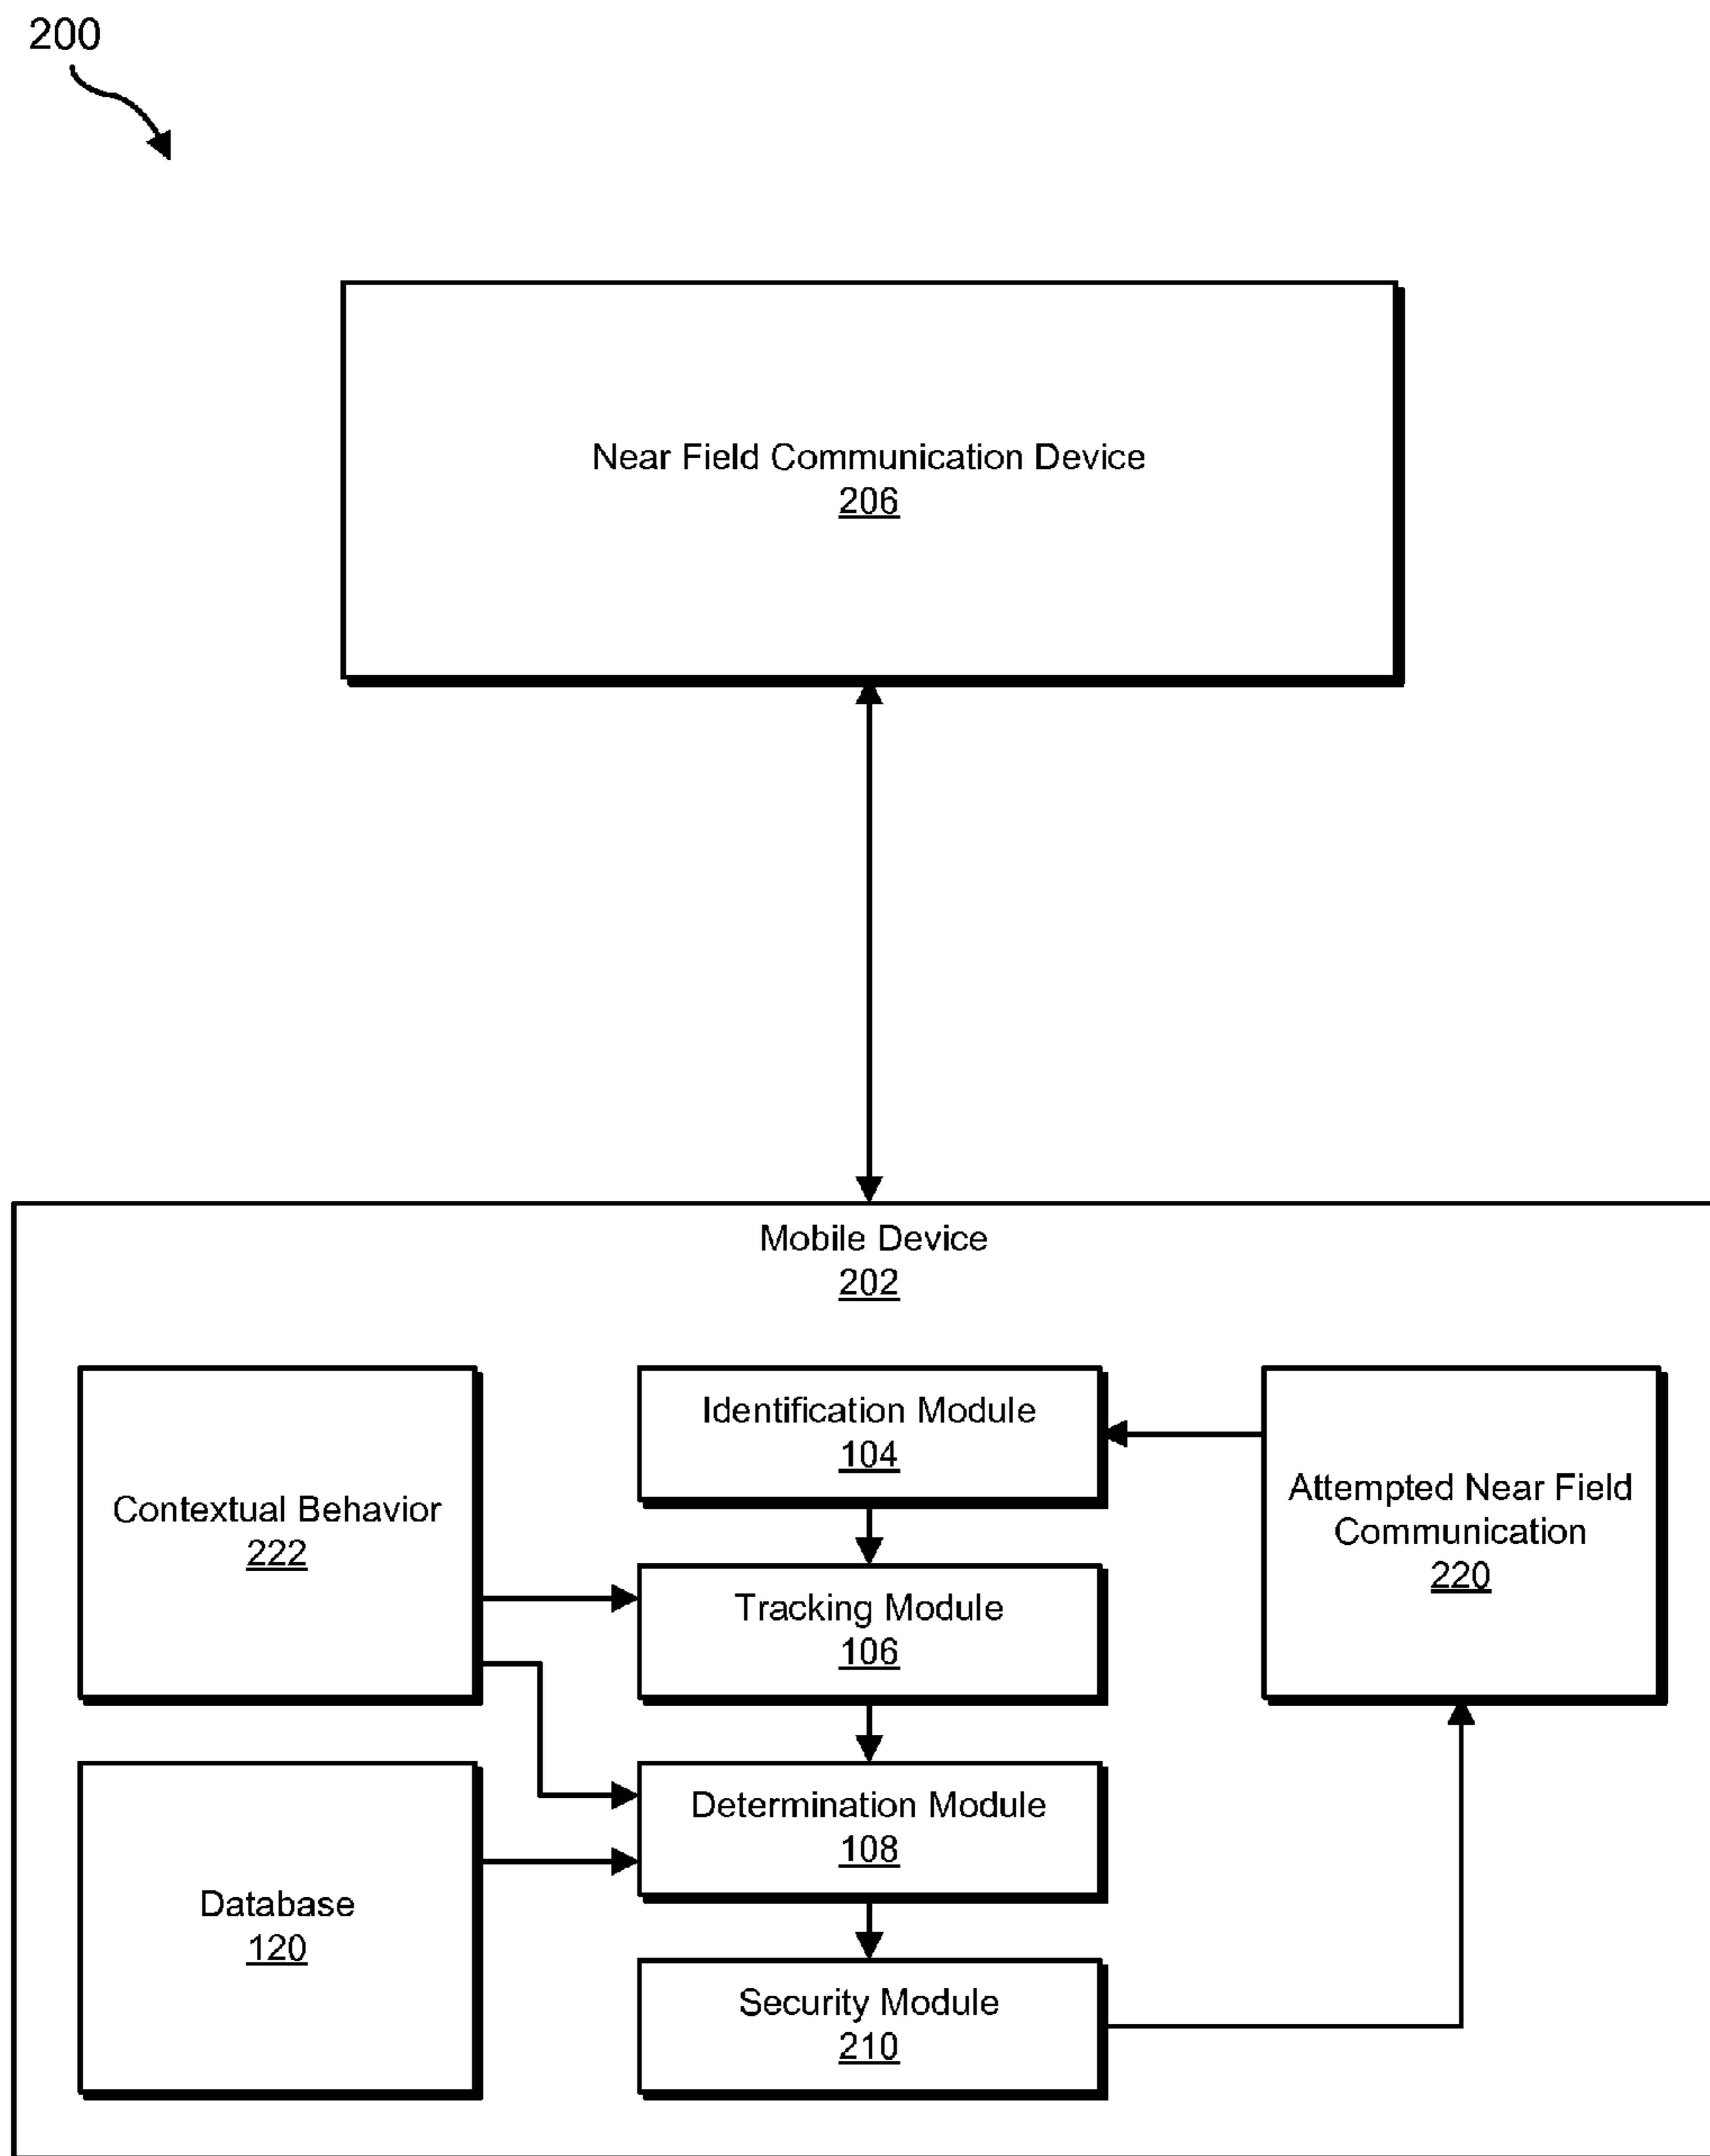 200
Near Field Communication Device
206
Mobile Device
202
Contextual Behavior
222
Identification Module
104
Attempted Near Field
Communication
220
Tracking Module
106
Determination Module
108
Database
120
Security Module
210